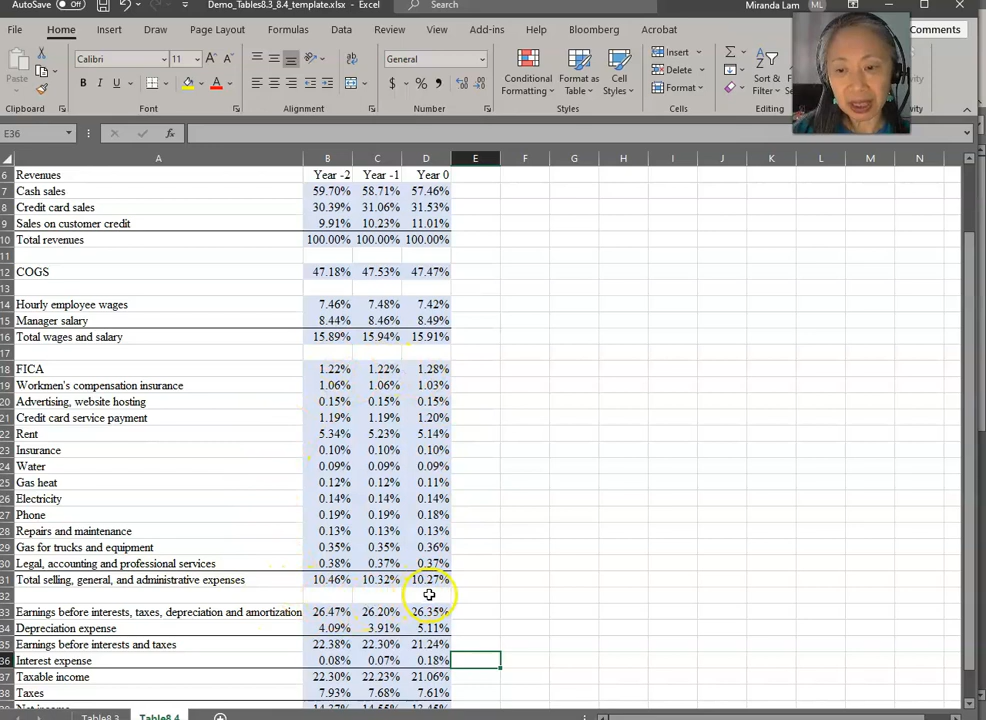 AutoSave Off Demo_Tables8.3_8.4_template.xlsx - Excel Search Miranda Lam ML
File Home Insert Draw Page Layout Formulas Data Review View Add-ins Help Bloomberg Acrobat Comments
Paste Calibri 11 A A General Insert
B I U $ % Conditional Formatting Format as Table Cell Styles Delete Sort & Find
Format
Clipboard Font Alignment Number Styles Cells Editing
E36 fx
A B C D E F G H I J K L M N
6 Revenues Year -2 Year -1 Year 0
7 Cash sales 59.70% 58.71% 57.46%
8 Credit card sales 30.39% 31.06% 31.53%
9 Sales on customer credit 9.91% 10.23% 11.01%
10 Total revenues 100.00% 100.00% 100.00%
11
12 COGS 47.18% 47.53% 47.47%
13
14 Hourly employee wages 7.46% 7.48% 7.42%
15 Manager salary 8.44% 8.46% 8.49%
16 Total wages and salary 15.89% 15.94% 15.91%
17
18 FICA 1.22% 1.22% 1.28%
19 Workmen's compensation insurance 1.06% 1.06% 1.03%
20 Advertising, website hosting 0.15% 0.15% 0.15%
21 Credit card service payment 1.19% 1.19% 1.20%
22 Rent 5.34% 5.23% 5.14%
23 Insurance 0.10% 0.10% 0.10%
24 Water 0.09% 0.09% 0.09%
25 Gas heat 0.12% 0.12% 0.11%
26 Electricity 0.14% 0.14% 0.14%
27 Phone 0.19% 0.19% 0.18%
28 Repairs and maintenance 0.13% 0.13% 0.13%
29 Gas for trucks and equipment 0.35% 0.35% 0.36%
30 Legal, accounting and professional services 0.38% 0.37% 0.37%
31 Total selling, general, and administrative expenses 10.46% 10.32% 10.27%
32
33 Earnings before interests, taxes, depreciation and amortization 26.47% 26.20% 26.35%
34 Depreciation expense 4.09% 3.91% 5.11%
35 Earnings before interests and taxes 22.38% 22.30% 21.24%
36 Interest expense 0.08% 0.07% 0.18%
37 Taxable income 22.30% 22.23% 21.06%
38 Taxes 7.93% 7.68% 7.61%
Net income 14.37% 14.55% 13.45%
Table8.3 Table8.4